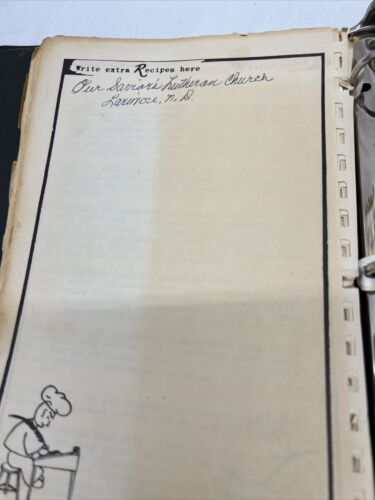 Write extra Recipes here
Our Savior's Lutheran Church
Larimore, N.D.